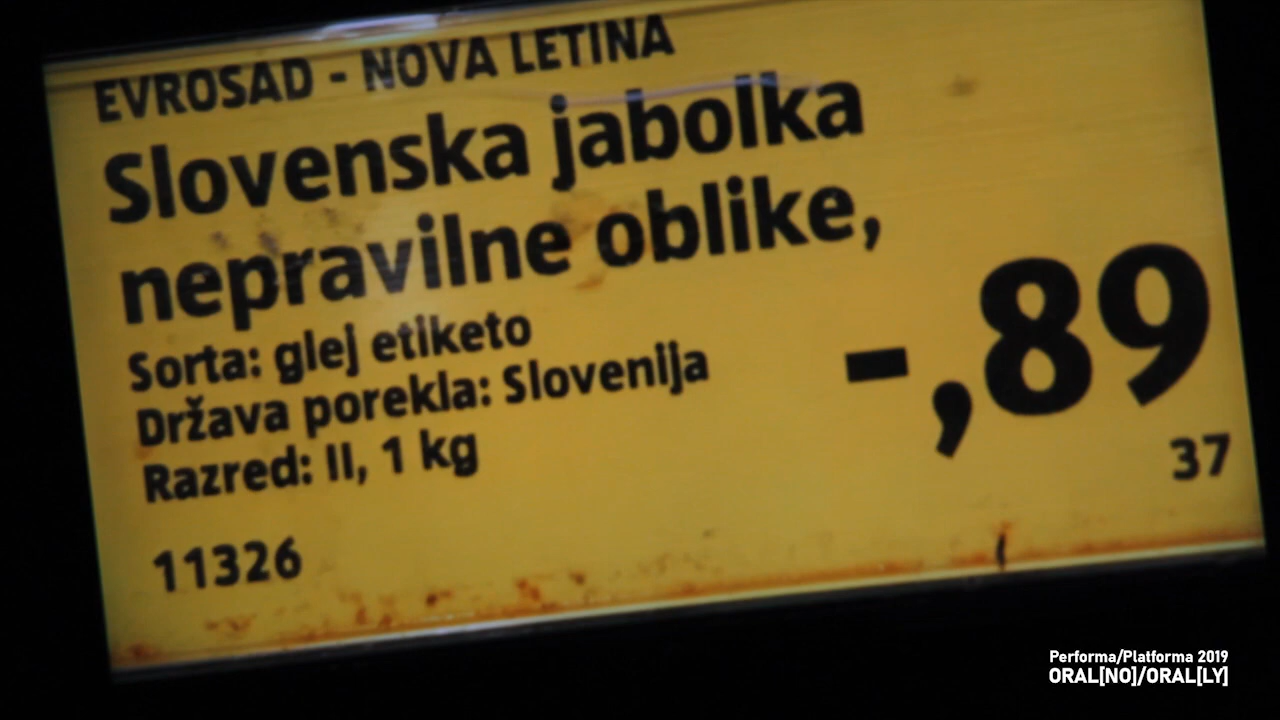 EVROSAD - NOVA LETINA
Slovenska jabolka
nepravilne oblike,
Sorta: glej etiketo
Država porekla: Slovenija
Razred: II, 1 kg
-,89
37
11326
Performa/Platforma 2019
ORAL[NO]/ORAL[LY]